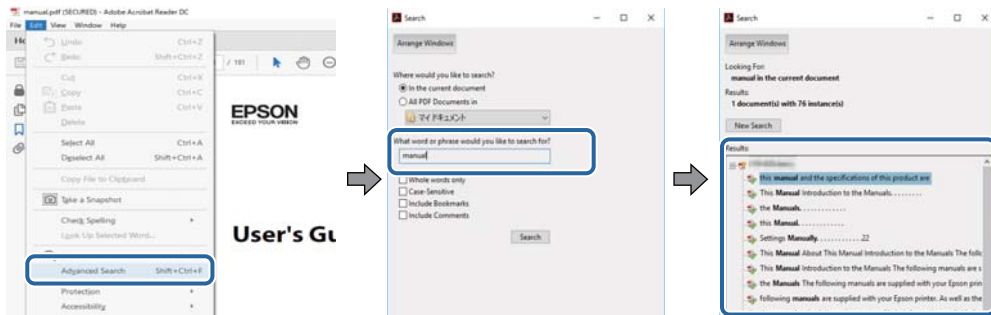 manual.pdf (SECURED) - Adobe Acrobat Reader DC
File Edit View Window Help
Undo Ctrl+Z
Redo Shift+Ctrl+Z
Cut Ctrl+X
Copy Ctrl+C
Paste Ctrl+V
Delete
Select All Ctrl+A
Deselect All Shift+Ctrl+A
Copy File to Clipboard
Take a Snapshot
Check Spelling
Look Up Selected Word...
Advanced Search Shift+Ctrl+F
Protection
Accessibility
/ 181
EPSON
EXCEED YOUR VISION
User's Gu
Search
Arrange Windows
Where would you like to search?
In the current document
All PDF Documents in
マイ ドキュメント
What word or phrase would you like to search for?
manual
Whole words only
Case-Sensitive
Include Bookmarks
Include Comments
Search
Search
Arrange Windows
Looking For:
manual in the current document
Results:
1 document(s) with 76 instance(s)
New Search
Results:
this manual and the specifications of this product are
This Manual Introduction to the Manuals.........
the Manuals............
this Manual............
Settings Manually............22
This Manual About This Manual Introduction to the Manuals The follo
This Manual Introduction to the Manuals The following manuals are s
the Manuals The following manuals are supplied with your Epson prin
following manuals are supplied with your Epson printer. As well as the